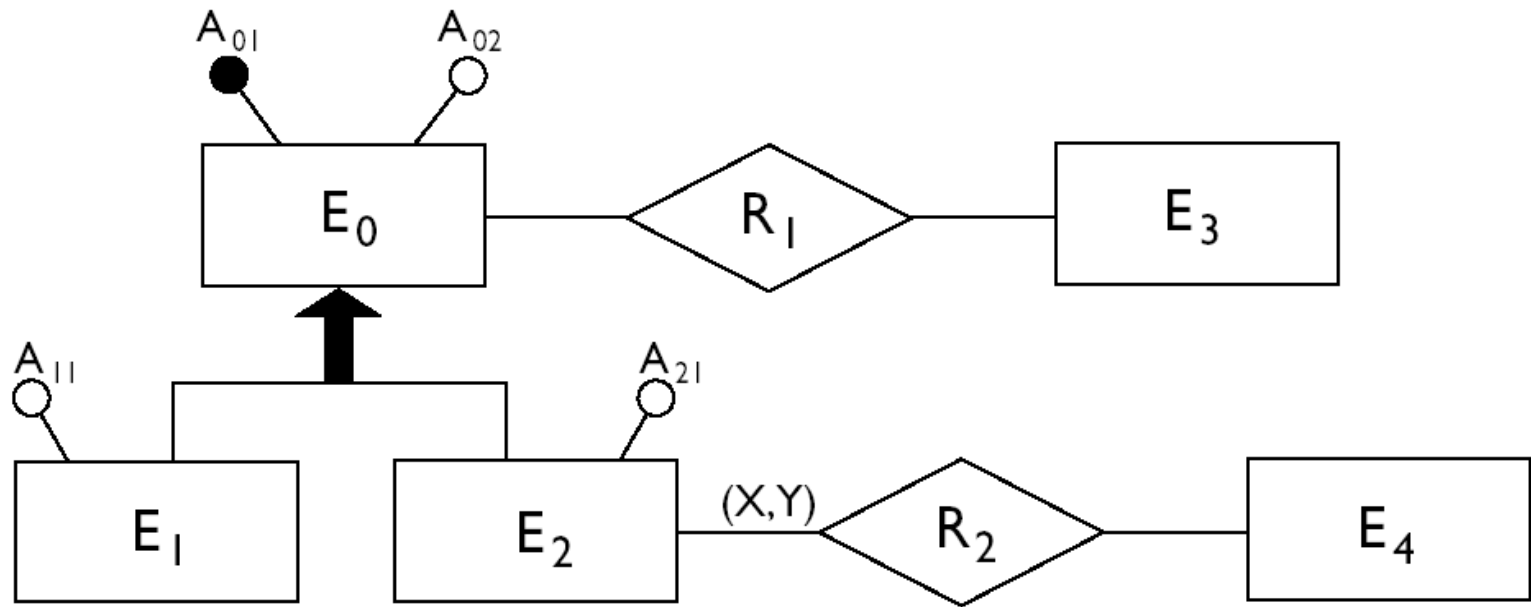 A₀₁ A₀₂
E₀ R₁ E₃
A₁₁ A₂₁
(X,Y)
E₁ E₂ R₂ E₄